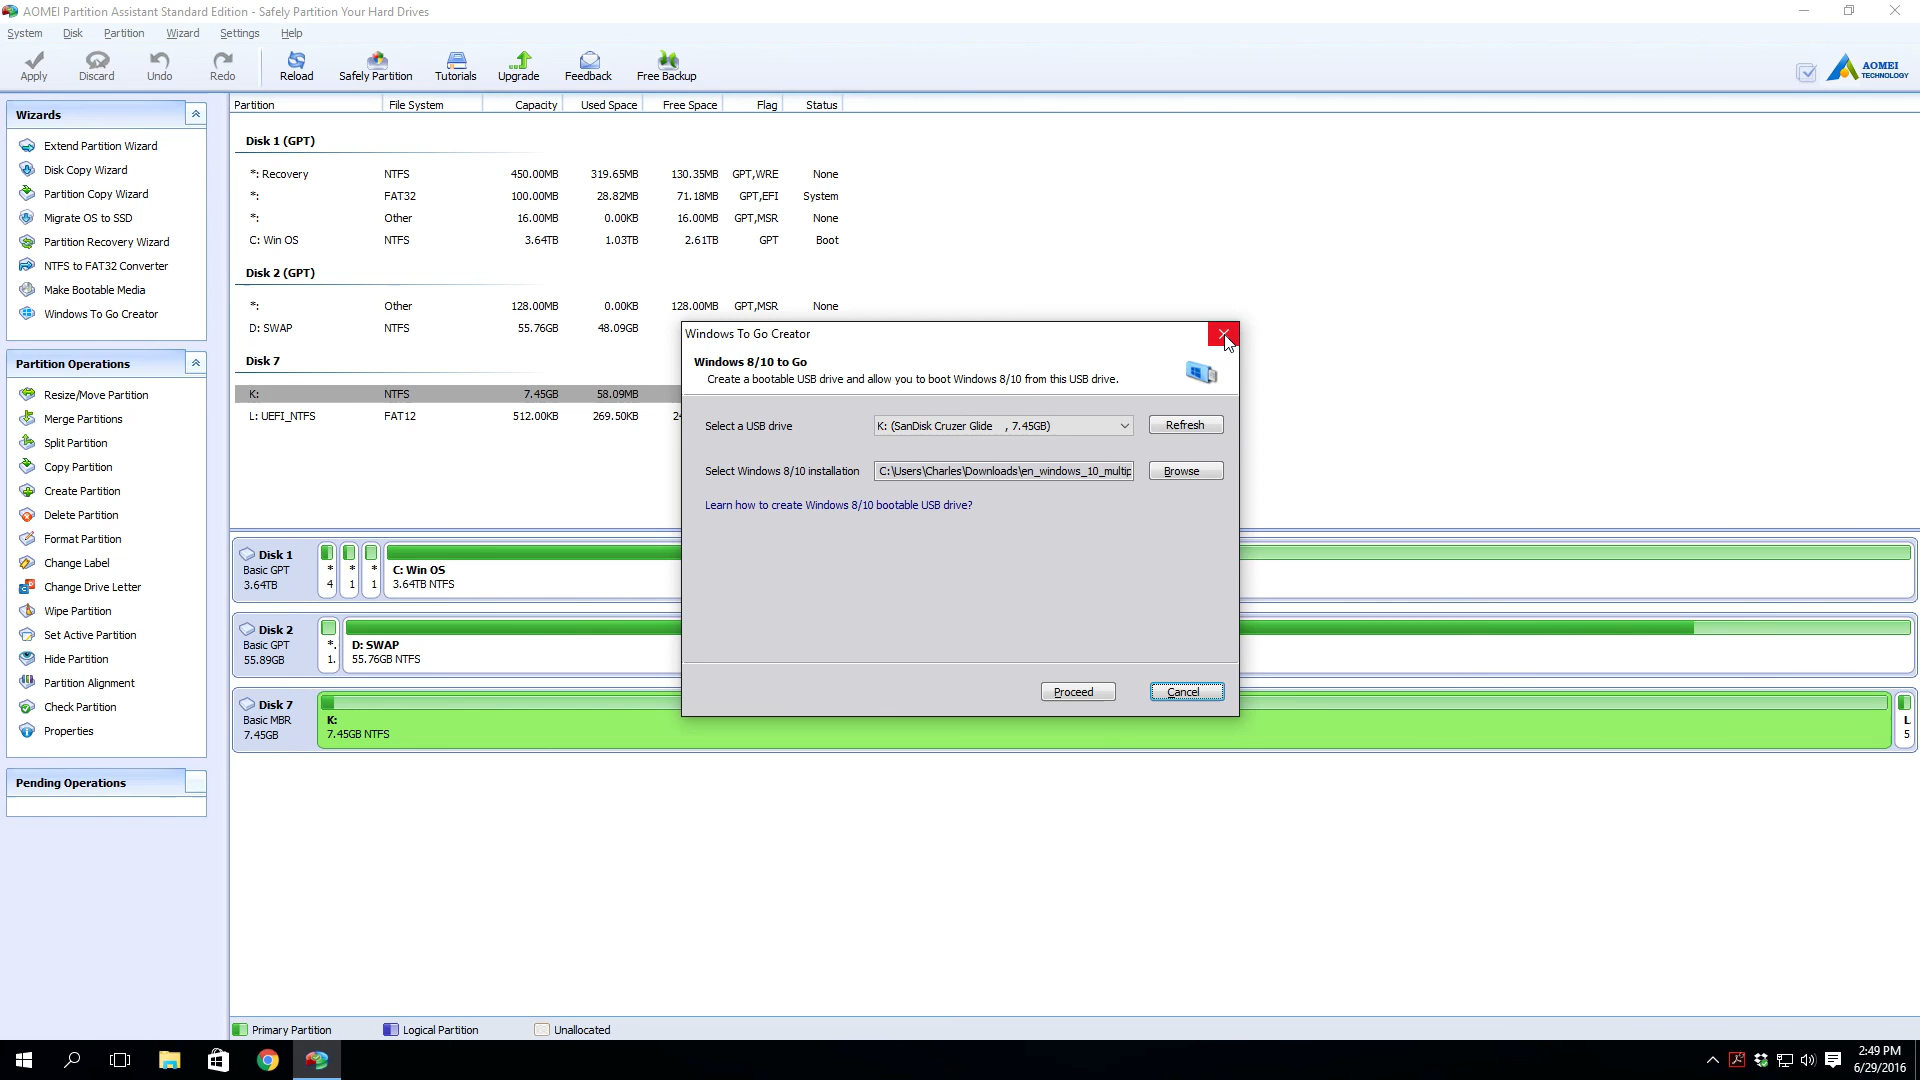 AOMEI Partition Assistant Standard Edition - Safely Partition Your Hard Drives
System Disk Partition Wizard Settings Help
Apply Discard Undo Redo Reload Safely Partition Tutorials Upgrade Feedback Free Backup
AOMEI
TECHNOLOGY
Wizards
Extend Partition Wizard
Disk Copy Wizard
Partition Copy Wizard
Migrate OS to SSD
Partition Recovery Wizard
NTFS to FAT32 Converter
Make Bootable Media
Windows To Go Creator
Partition Operations
Resize/Move Partition
Merge Partitions
Split Partition
Copy Partition
Create Partition
Delete Partition
Format Partition
Change Label
Change Drive Letter
Wipe Partition
Set Active Partition
Hide Partition
Partition Alignment
Check Partition
Properties
Pending Operations
Partition File System Capacity Used Space Free Space Flag Status
Disk 1 (GPT)
*: Recovery NTFS 450.00MB 319.65MB 130.35MB GPT,WRE None
*: FAT32 100.00MB 28.82MB 71.18MB GPT,EFI System
*: Other 16.00MB 0.00KB 16.00MB GPT,MSR None
C: Win OS NTFS 3.64TB 1.03TB 2.61TB GPT Boot
Disk 2 (GPT)
*: Other 128.00MB 0.00KB 128.00MB GPT,MSR None
D: SWAP NTFS 55.76GB 48.09GB
Disk 7
K: NTFS 7.45GB 58.09MB
L: UEFI_NTFS FAT12 512.00KB 269.50KB 24
Windows To Go Creator
Windows 8/10 to Go
Create a bootable USB drive and allow you to boot Windows 8/10 from this USB drive.
Select a USB drive K: (SanDisk Cruzer Glide , 7.45GB) Refresh
Select Windows 8/10 installation C:\Users\Charles\Downloads\en_windows_10_multip Browse
Learn how to create Windows 8/10 bootable USB drive?
Proceed Cancel
Disk 1
Basic GPT
3.64TB
* * * C: Win OS
4 1 1 3.64TB NTFS
Disk 2
Basic GPT
55.89GB
*. D: SWAP
1. 55.76GB NTFS
Disk 7
Basic MBR
7.45GB
K:
7.45GB NTFS
L
5
Primary Partition Logical Partition Unallocated
2:49 PM
6/29/2016